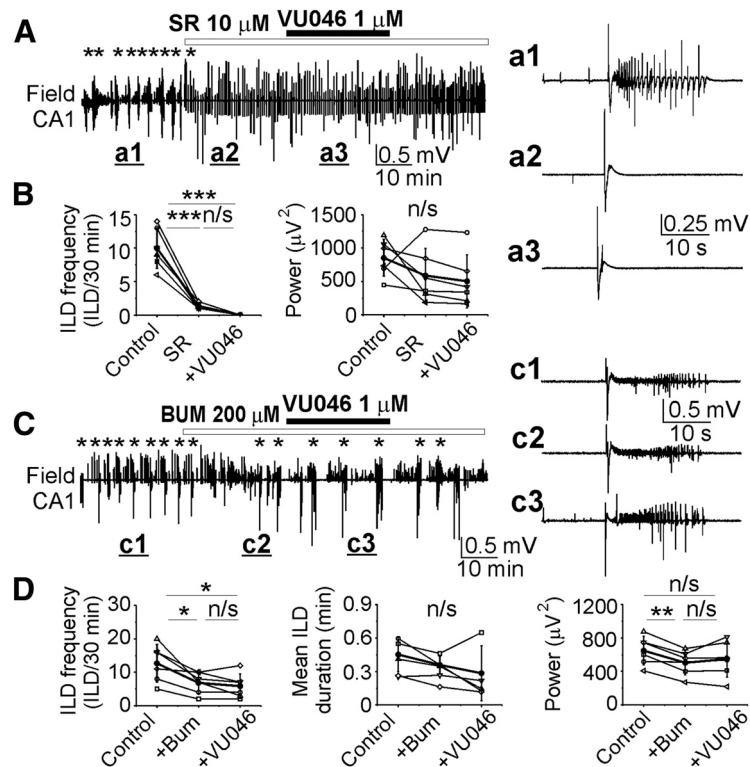 A
SR 10 μM VU046 1 μM
** ******* *
Field
CA1
a1 a2 a3
0.5 mV
10 min
a1
a2
a3
0.25 mV
10 s
B
ILD frequency
(ILD/30 min)
15
10
5
0
***
*** n/s
Control
SR
+VU046
Power (μV2)
1500
1000
500
0
n/s
Control
SR
+VU046
C
BUM 200 μM VU046 1 μM
Field
CA1
c1 c2 c3
0.5 mV
10 min
c1
c2
c3
0.5 mV
10 s
D
ILD frequency
(ILD/30 min)
30
20
10
0
*
* n/s
Control
+Bum
+VU046
Mean ILD
duration (min)
0.9
0.6
0.3
0.0
n/s
Control
+Bum
+VU046
Power (μV2)
1200
800
400
0
n/s
** n/s
Control
+Bum
+VU046